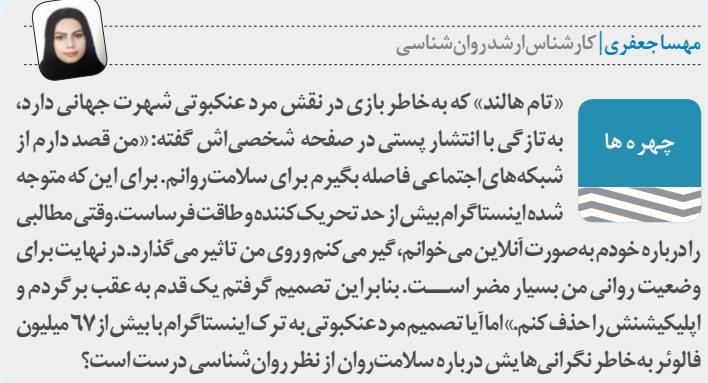 مهسا جعفری | کارشناس ارشد روان‌شناسی
چهره ها
«تام هالند» که به‌خاطر بازی در نقش مرد عنکبوتی شهرت جهانی دارد،
به‌تازگی با انتشار پستی در صفحه شخصی‌اش گفته: «من قصد دارم از
شبکه‌های اجتماعی فاصله بگیرم برای سلامت روانم. برای این که متوجه
شده اینستاگرام بیش از حد تحریک‌کننده و طاقت‌فرساست. وقتی مطالبی
را درباره خودم به‌صورت آنلاین می‌خوانم، گیر می‌کنم و روی من تاثیر می‌گذارد. در نهایت برای
وضعیت روانی من بسیار مضر اســـت. بنابراین تصمیم گرفتم یک قدم به عقب برگردم و
اپلیکیشنش را حذف کنم.» اما آیا تصمیم مرد عنکبوتی به ترک اینستاگرام با بیش از ۶۷ میلیون
فالوئر به‌خاطر نگرانی‌هایش درباره سلامت روان از نظر روان‌شناسی درست است؟